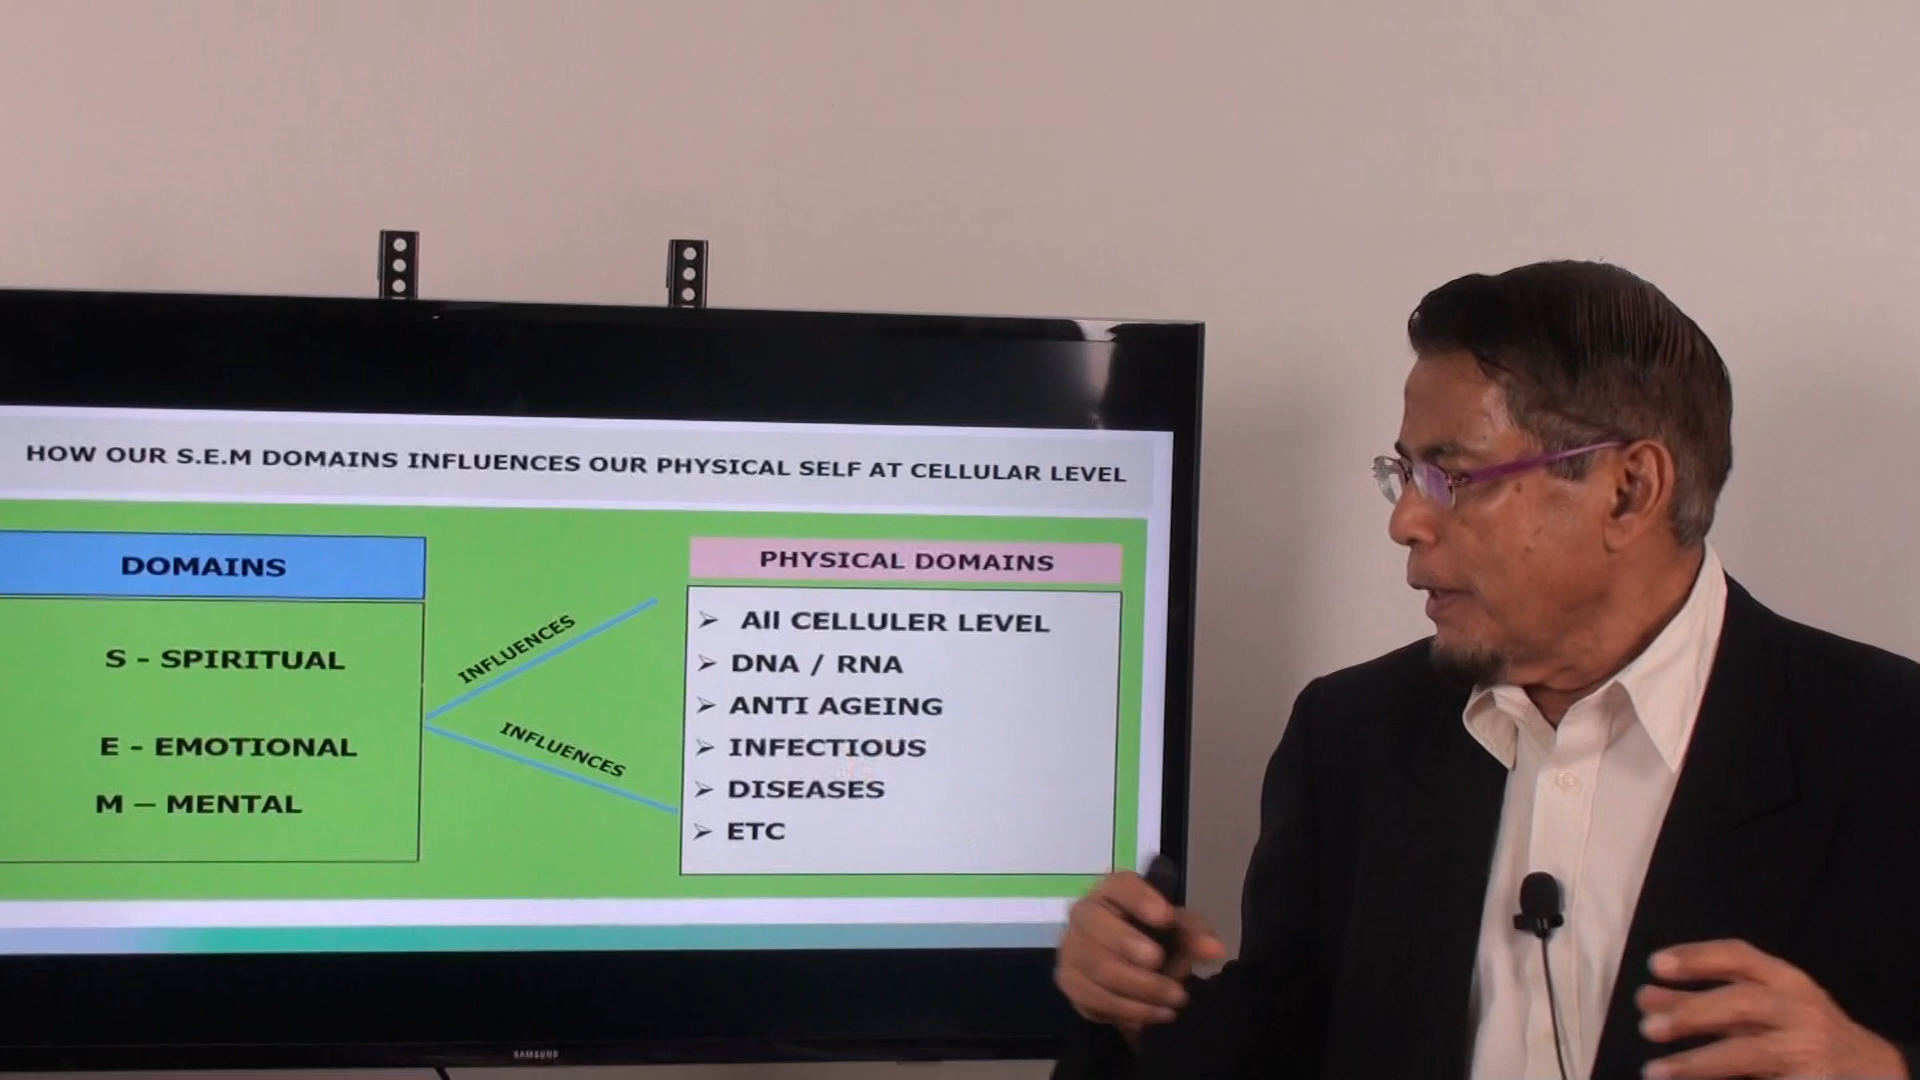 HOW OUR S.E.M DOMAINS INFLUENCES OUR PHYSICAL SELF AT CELLULAR LEVEL
DOMAINS
S - SPIRITUAL
E - EMOTIONAL
M – MENTAL
INFLUENCES
INFLUENCES
PHYSICAL DOMAINS
➢ All CELLULER LEVEL
➢ DNA / RNA
➢ ANTI AGEING
➢ INFECTIOUS
➢ DISEASES
➢ ETC
SAMSUNG